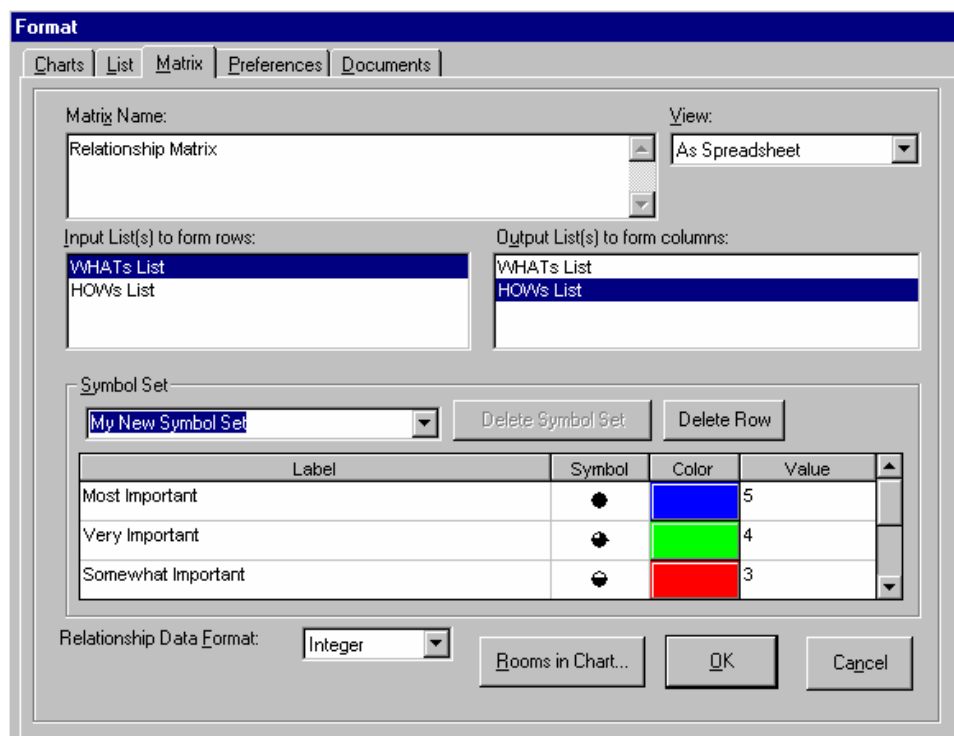 Format
Charts List Matrix Preferences Documents
Matrix Name: View:
Relationship Matrix As Spreadsheet
Input List(s) to form rows: Output List(s) to form columns:
WHATs List WHATs List
HOWs List HOWs List
Symbol Set
My New Symbol Set Delete Symbol Set Delete Row
Label Symbol Color Value
Most Important 5
Very Important 4
Somewhat Important 3
Relationship Data Format: Integer Rooms in Chart... OK Cancel